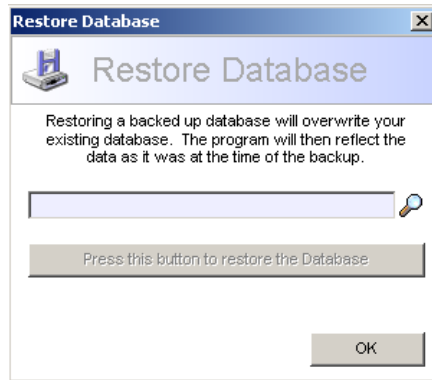 Restore Database
Restore Database
Restoring a backed up database will overwrite your
existing database. The program will then reflect the
data as it was at the time of the backup.
Press this button to restore the Database
OK